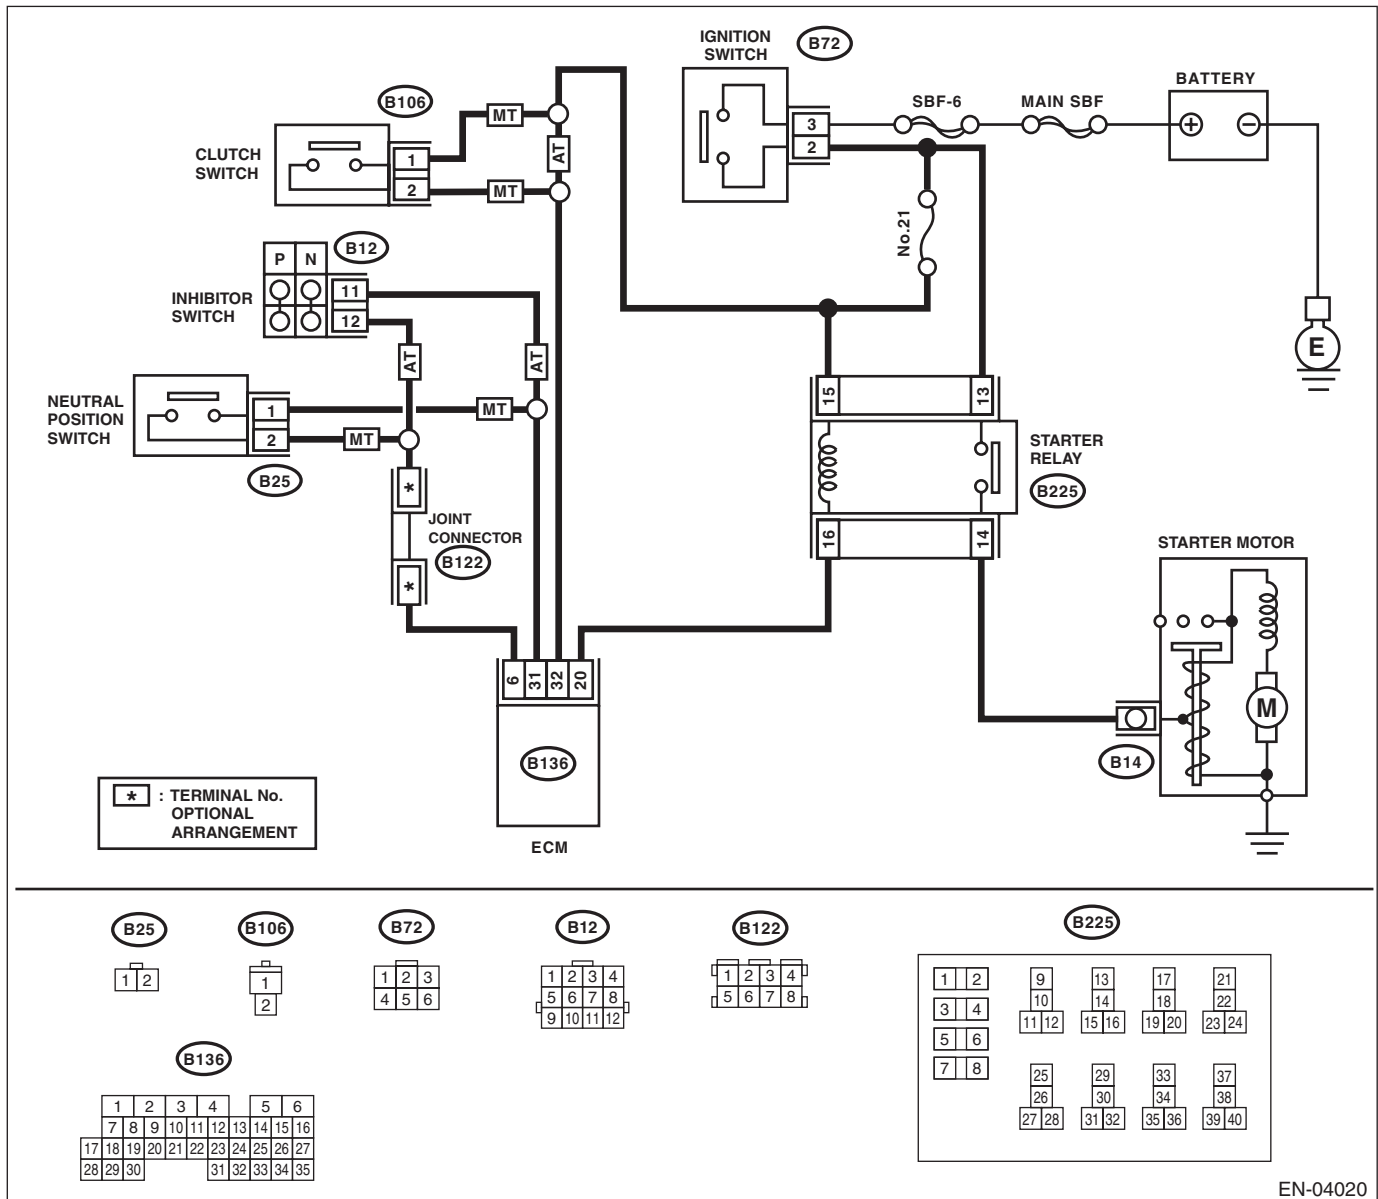 IGNITION
SWITCH
B72
BATTERY
SBF-6
MAIN SBF
3
2
+
−
B106
MT
CLUTCH
SWITCH
1
2
AT
MT
No.21
B12
P N
INHIBITOR
SWITCH
11
12
AT
AT
E
NEUTRAL
POSITION
SWITCH
1
2
MT
MT
B25
15
13
STARTER
RELAY
B225
*
JOINT
CONNECTOR
B122
*
16
14
STARTER MOTOR
M
B14
6 31 32 20
B136
ECM
* : TERMINAL No.
OPTIONAL
ARRANGEMENT
B25
1 2
B106
1
2
B72
1 2 3
4 5 6
B12
1 2 3 4
5 6 7 8
9 10 11 12
B122
1 2 3 4
5 6 7 8
B225
1 2
3 4
5 6
7 8
9
10
11 12
13
14
15 16
17
18
19 20
21
22
23 24
25
26
27 28
29
30
31 32
33
34
35 36
37
38
39 40
B136
1 2 3 4 5 6
7 8 9 10 11 12 13 14 15 16
17 18 19 20 21 22 23 24 25 26 27
28 29 30 31 32 33 34 35
EN-04020